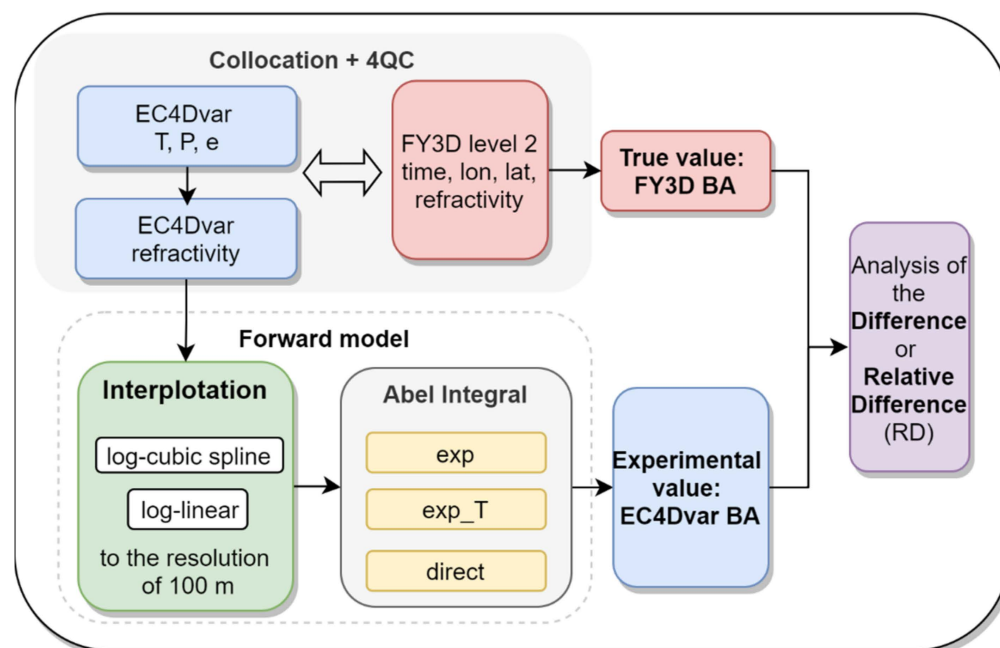 Collocation + 4QC
EC4Dvar
T, P, e
EC4Dvar
refractivity
FY3D level 2
time, lon, lat,
refractivity
True value:
FY3D BA
Forward model
Interplotation
log-cubic spline
log-linear
to the resolution
of 100 m
Abel Integral
exp
exp_T
direct
Experimental
value:
EC4Dvar BA
Analysis of
the
Difference
or
Relative
Difference
(RD)